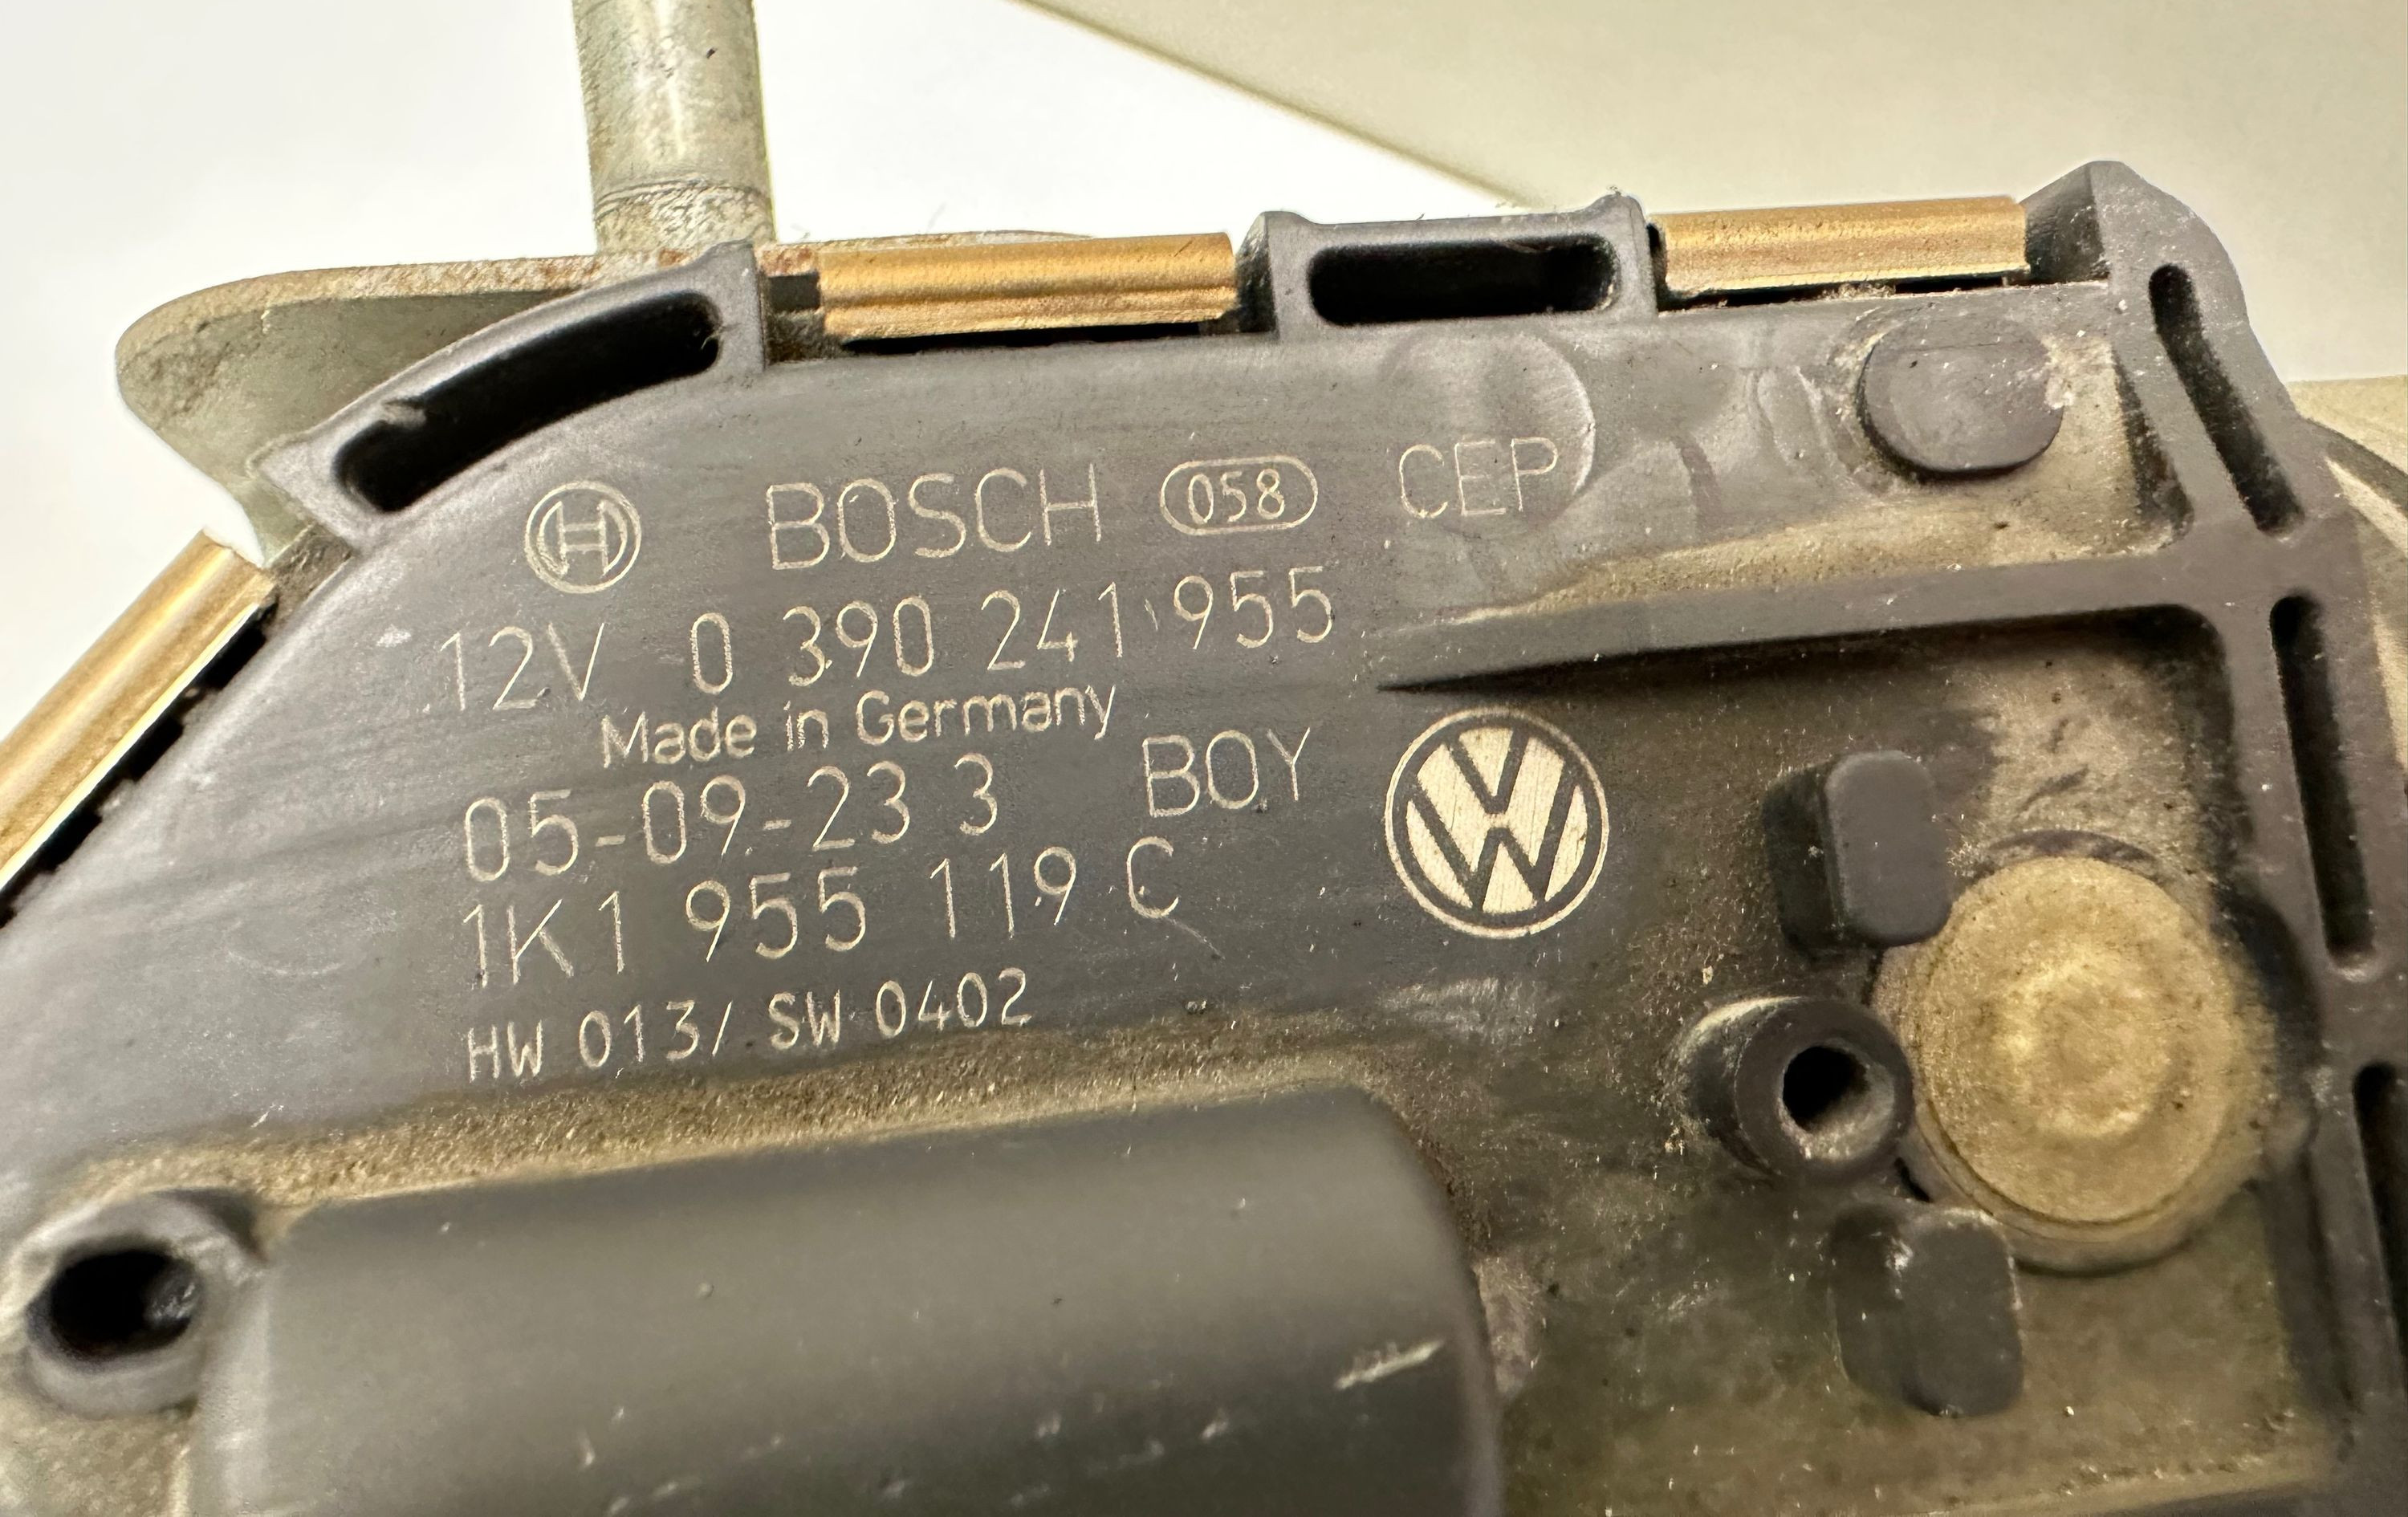 BOSCH 058 CEP
12V 0 390 241 955
Made in Germany
05-09-23 3 BOY
1K1 955 119 C
HW 013/ SW 0402